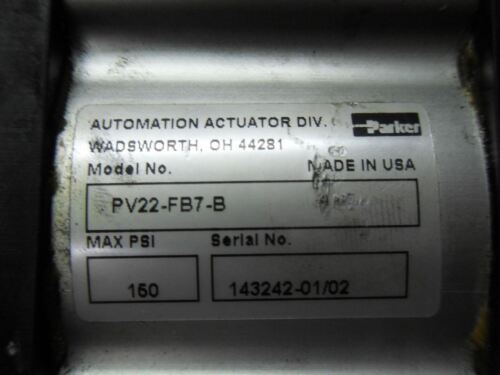 AUTOMATION ACTUATOR DIV. Parker
WADSWORTH, OH 44281
Model No. MADE IN USA
PV22-FB7-B
MAX PSI Serial No.
150 143242-01/02